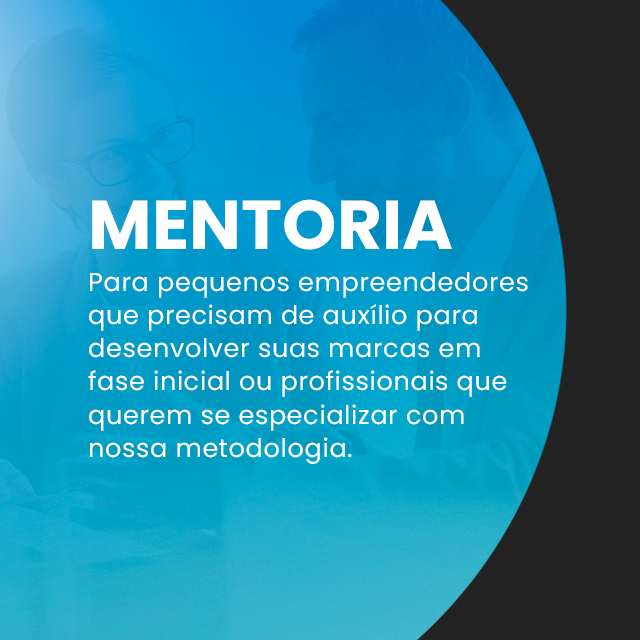 MENTORIA
Para pequenos empreendedores
que precisam de auxílio para
desenvolver suas marcas em
fase inicial ou profissionais que
querem se especializar com
nossa metodologia.